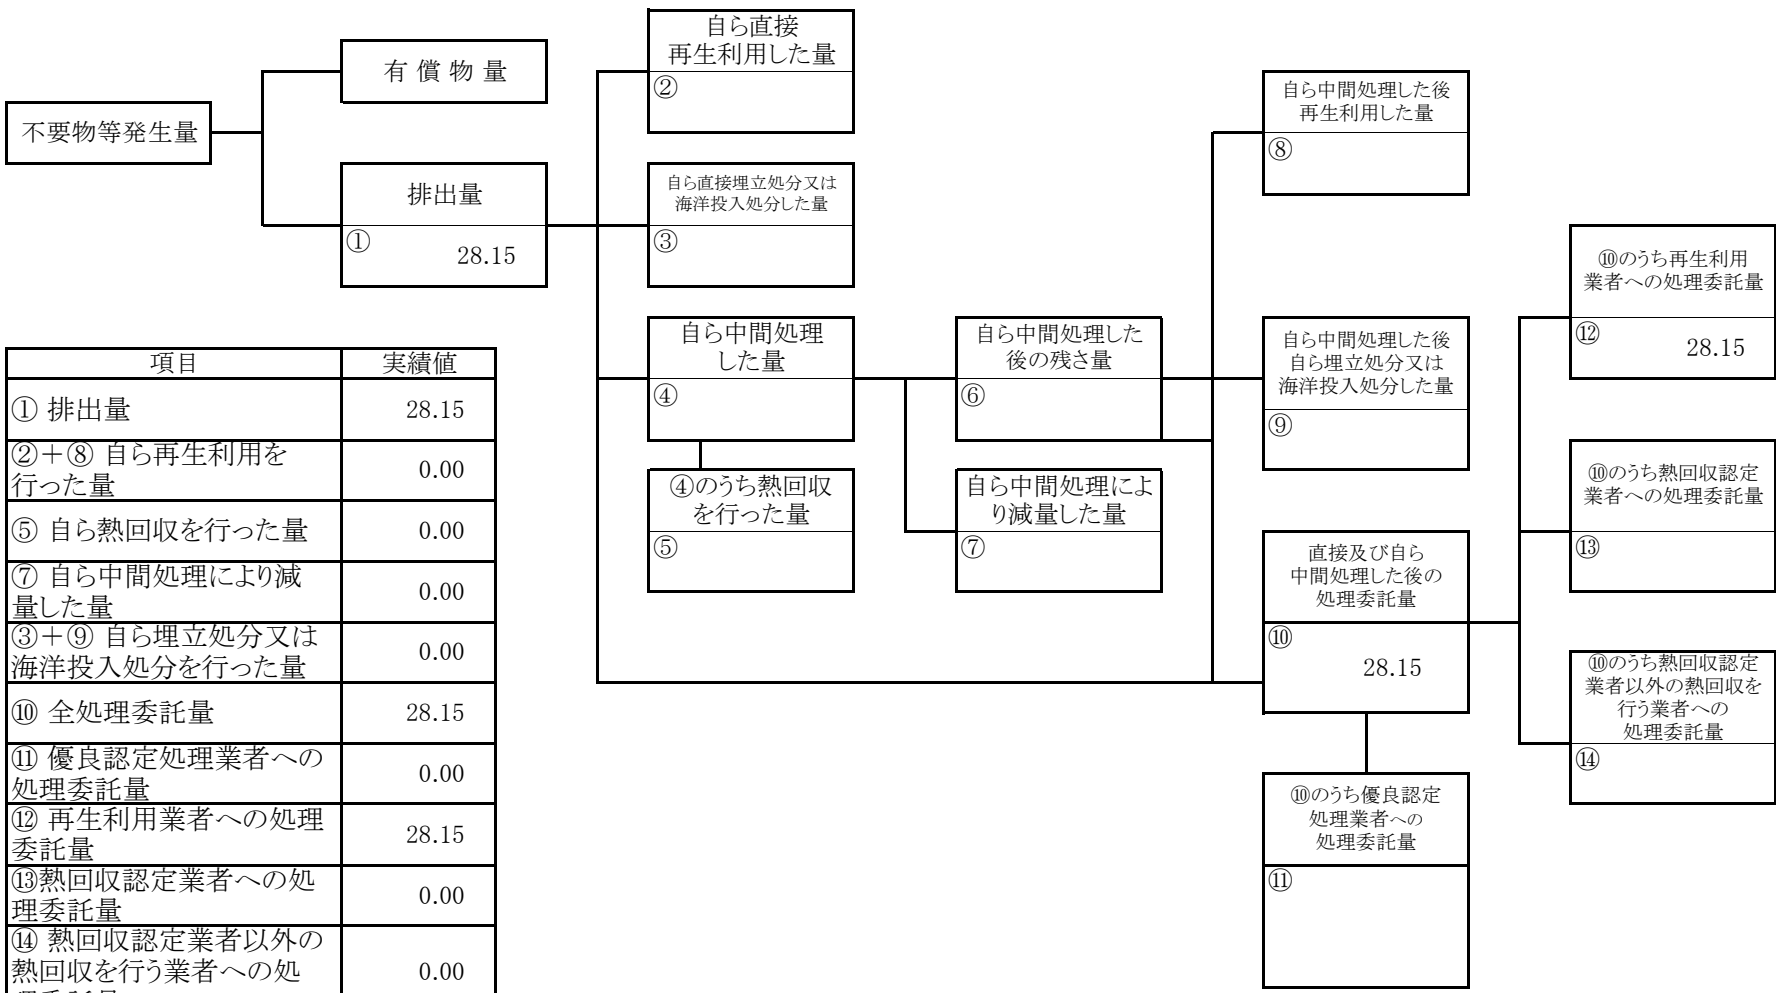 不要物等発生量
有 償 物 量
排出量
①
28.15
自ら直接
再生利用した量
②
自ら直接埋立処分又は
海洋投入処分した量
③
自ら中間処理
した量
④
④のうち熱回収
を行った量
⑤
自ら中間処理した
後の残さ量
⑥
自ら中間処理によ
り減量した量
⑦
自ら中間処理した後
再生利用した量
⑧
自ら中間処理した後
自ら埋立処分又は
海洋投入処分した量
⑨
直接及び自ら
中間処理した後の
処理委託量
⑩
28.15
⑩のうち優良認定
処理業者への
処理委託量
⑪
⑩のうち再生利用
業者への処理委託量
⑫
28.15
⑩のうち熱回収認定
業者への処理委託量
⑬
⑩のうち熱回収認定
業者以外の熱回収を
行う業者への
処理委託量
⑭
項目 実績値
① 排出量 28.15
②+⑧ 自ら再生利用を
行った量 0.00
⑤ 自ら熱回収を行った量 0.00
⑦ 自ら中間処理により減
量した量 0.00
③+⑨ 自ら埋立処分又は
海洋投入処分を行った量 0.00
⑩ 全処理委託量 28.15
⑪ 優良認定処理業者への
処理委託量 0.00
⑫ 再生利用業者への処理
委託量 28.15
⑬熱回収認定業者への処
理委託量 0.00
⑭ 熱回収認定業者以外の
熱回収を行う業者への処 0.00